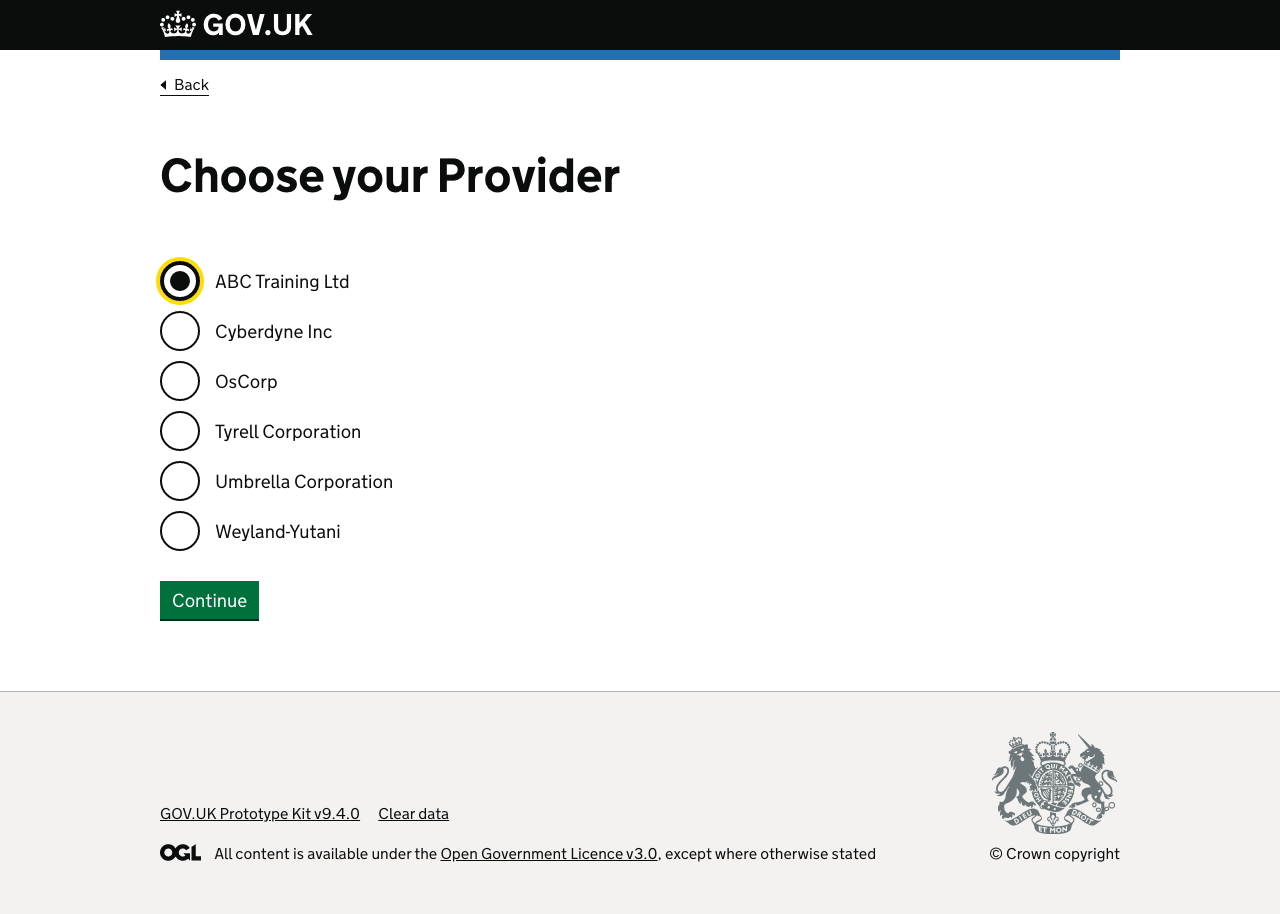 GOV.UK
Back
Choose your Provider
ABC Training Ltd
Cyberdyne Inc
OsCorp
Tyrell Corporation
Umbrella Corporation
Weyland-Yutani
Continue
GOV.UK Prototype Kit v9.4.0 Clear data
OGL All content is available under the Open Government Licence v3.0, except where otherwise stated
DIEU ET MON DROIT
© Crown copyright